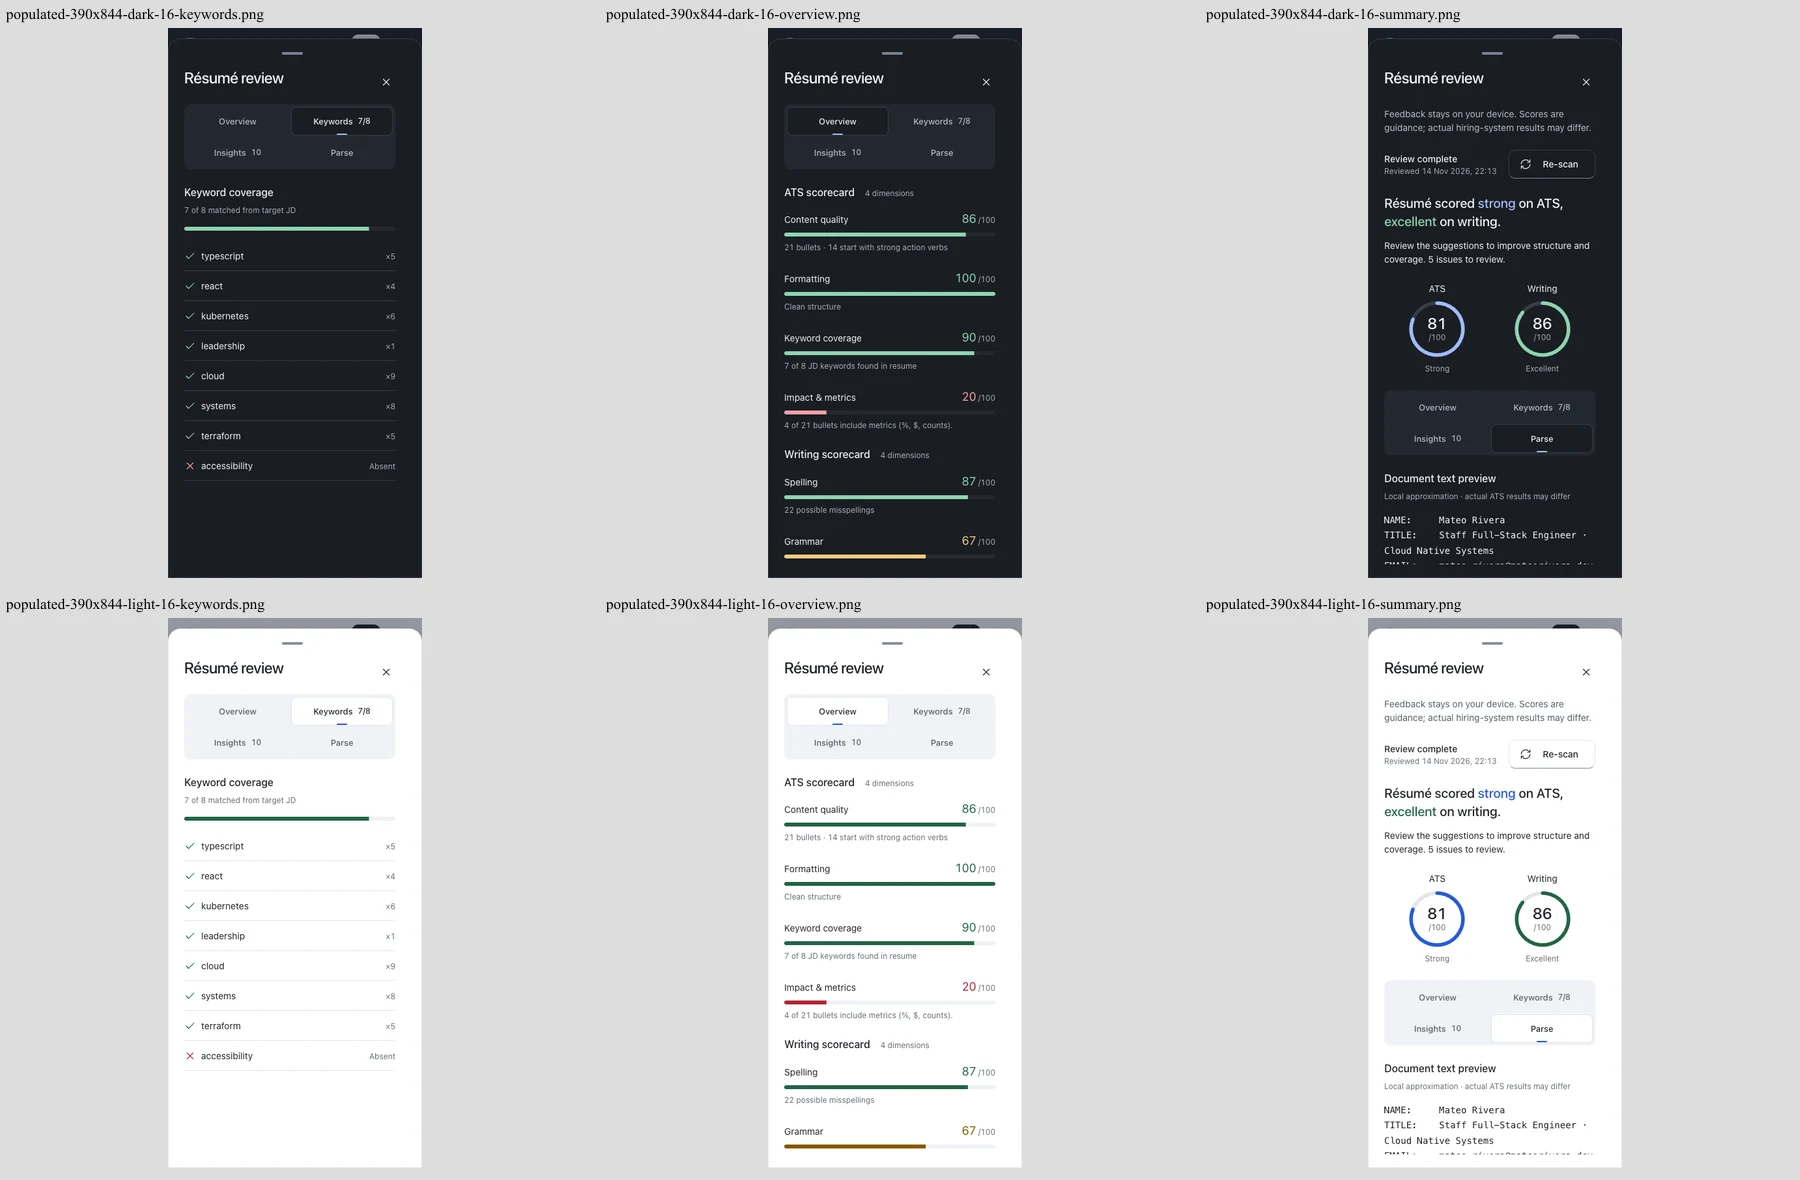 populated-390x844-dark-16-keywords.png
Résumé review
Overview
Keywords 7/8
Insights 10
Parse
Keyword coverage
7 of 8 matched from target JD
typescript ×5
react ×4
kubernetes ×6
leadership ×1
cloud ×9
systems ×8
terraform ×5
accessibility Absent
populated-390x844-dark-16-overview.png
Résumé review
Overview
Keywords 7/8
Insights 10
Parse
ATS scorecard 4 dimensions
Content quality 86 /100
21 bullets · 14 start with strong action verbs
Formatting 100 /100
Clean structure
Keyword coverage 90 /100
7 of 8 JD keywords found in resume
Impact & metrics 20 /100
4 of 21 bullets include metrics (%, $, counts).
Writing scorecard 4 dimensions
Spelling 87 /100
22 possible misspellings
Grammar 67 /100
populated-390x844-dark-16-summary.png
Résumé review
Feedback stays on your device. Scores are
guidance; actual hiring-system results may differ.
Review complete
Reviewed 14 Nov 2026, 22:13
Re-scan
Résumé scored strong on ATS,
excellent on writing.
Review the suggestions to improve structure and
coverage. 5 issues to review.
ATS
81
/100
Strong
Writing
86
/100
Excellent
Overview
Keywords 7/8
Insights 10
Parse
Document text preview
Local approximation · actual ATS results may differ
NAME: Mateo Rivera
TITLE: Staff Full-Stack Engineer ·
Cloud Native Systems
populated-390x844-light-16-keywords.png
Résumé review
Overview
Keywords 7/8
Insights 10
Parse
Keyword coverage
7 of 8 matched from target JD
typescript ×5
react ×4
kubernetes ×6
leadership ×1
cloud ×9
systems ×8
terraform ×5
accessibility Absent
populated-390x844-light-16-overview.png
Résumé review
Overview
Keywords 7/8
Insights 10
Parse
ATS scorecard 4 dimensions
Content quality 86 /100
21 bullets · 14 start with strong action verbs
Formatting 100 /100
Clean structure
Keyword coverage 90 /100
7 of 8 JD keywords found in resume
Impact & metrics 20 /100
4 of 21 bullets include metrics (%, $, counts).
Writing scorecard 4 dimensions
Spelling 87 /100
22 possible misspellings
Grammar 67 /100
populated-390x844-light-16-summary.png
Résumé review
Feedback stays on your device. Scores are
guidance; actual hiring-system results may differ.
Review complete
Reviewed 14 Nov 2026, 22:13
Re-scan
Résumé scored strong on ATS,
excellent on writing.
Review the suggestions to improve structure and
coverage. 5 issues to review.
ATS
81
/100
Strong
Writing
86
/100
Excellent
Overview
Keywords 7/8
Insights 10
Parse
Document text preview
Local approximation · actual ATS results may differ
NAME: Mateo Rivera
TITLE: Staff Full-Stack Engineer ·
Cloud Native Systems